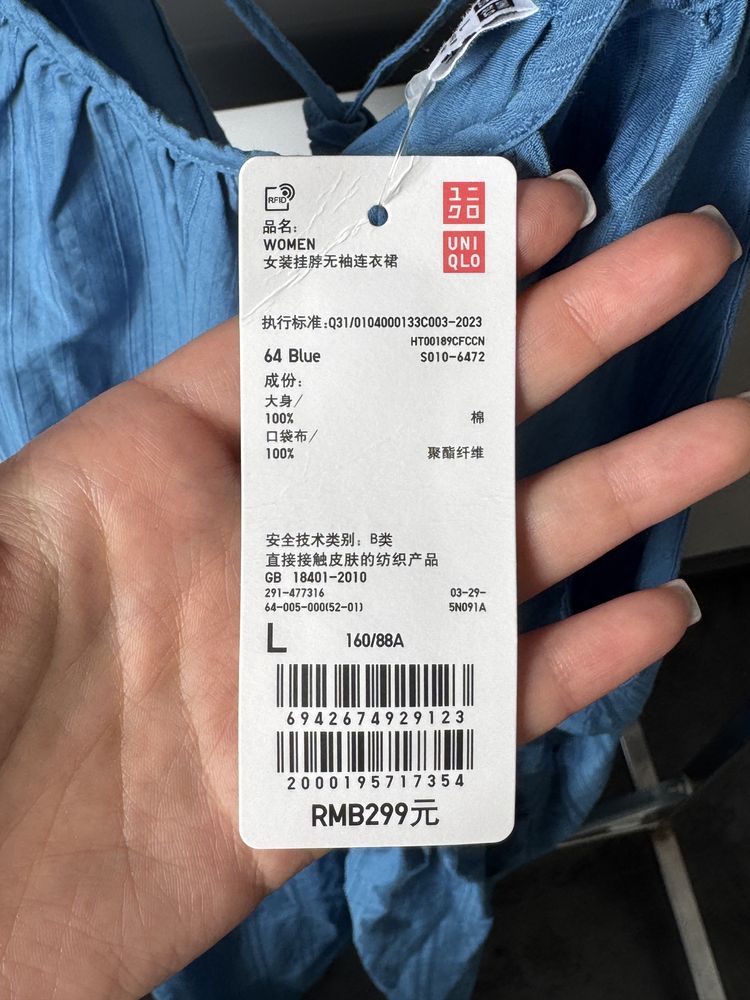 RFID
ユニ
クロ
UNI
QLO
品名:
WOMEN
女装挂脖无袖连衣裙
执行标准:Q31/0104000133C003-2023
HT00189CFCCN
64 Blue
S010-6472
成份:
大身/
100% 棉
口袋布/
100% 聚酯纤维
安全技术类别: B类
直接接触皮肤的纺织产品
GB 18401-2010
291-477316 03-29-
64-005-000(52-01) 5N091A
L 160/88A
6942674929123
2000195717354
RMB299元